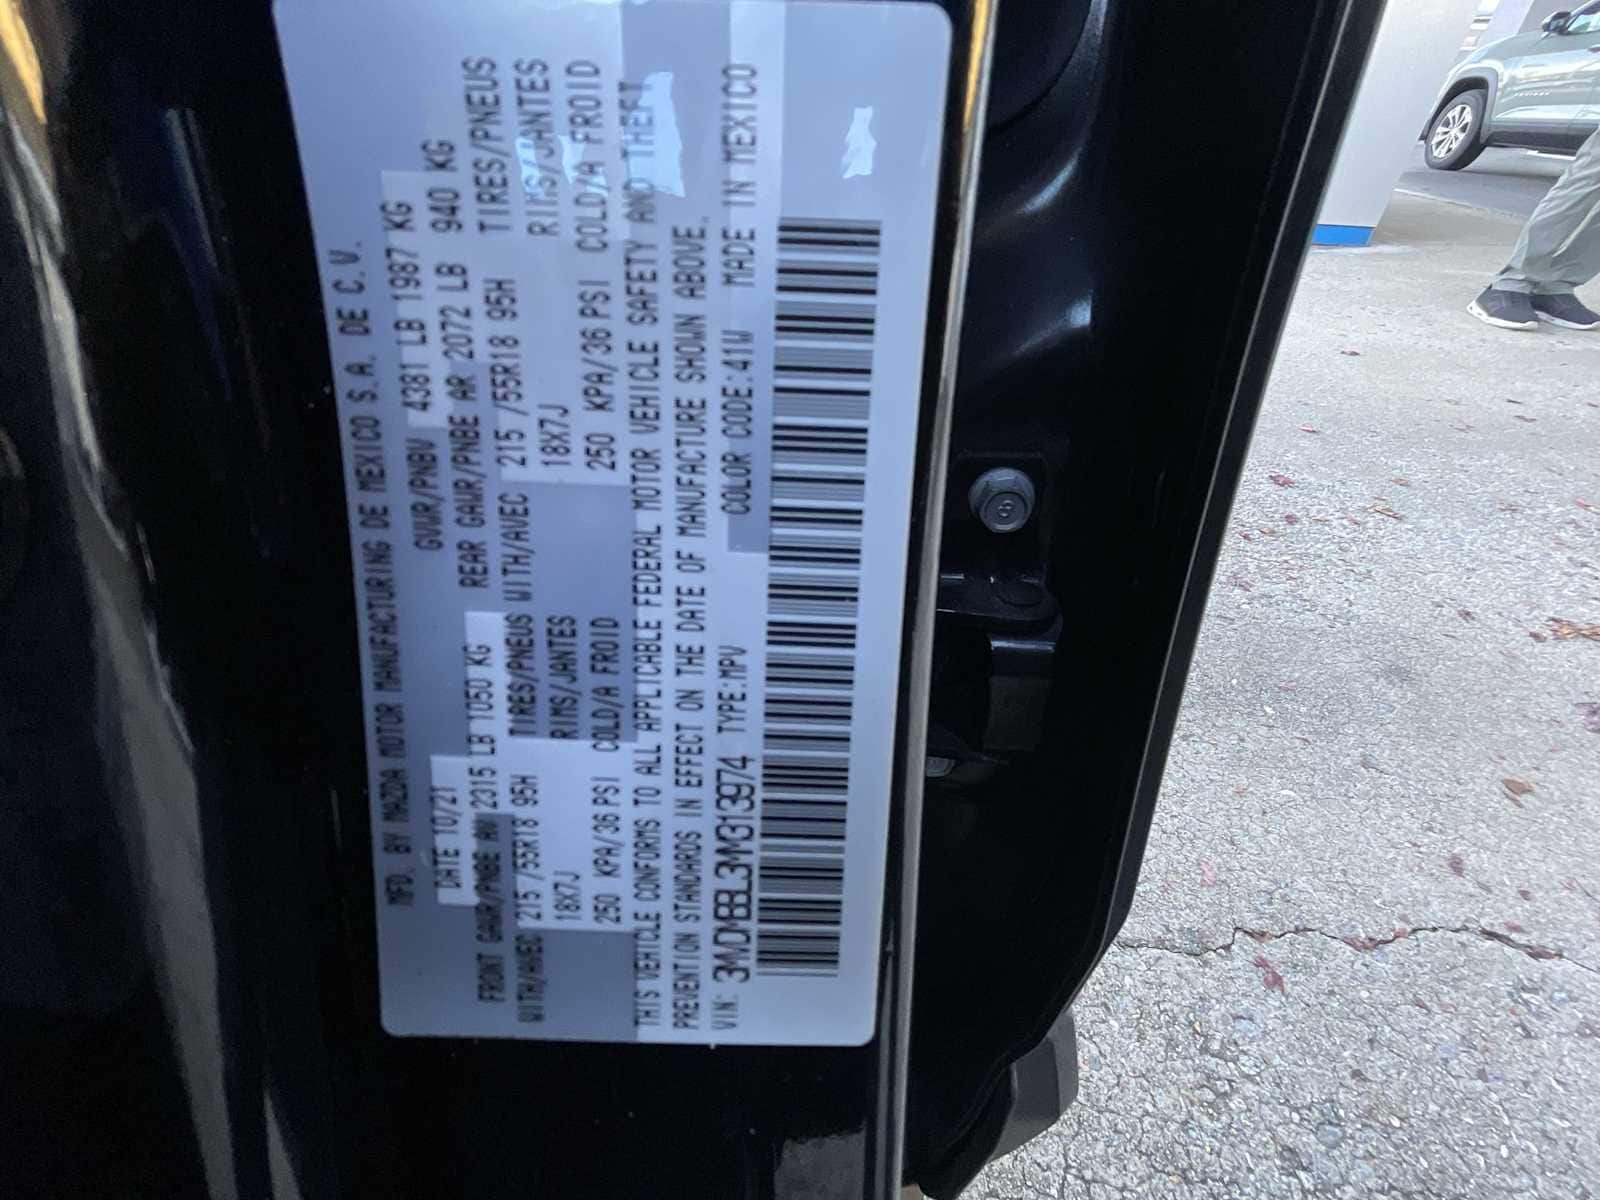 MFD. BY MAZDA MOTOR MANUFACTURING DE MEXICO S.A. DE C.V.
DATE 10/21 GVWR/PNBV 4381 LB 1987 KG
FRONT GAWR/PNBE AV 2315 LB 1050 KG REAR GAWR/PNBE AR 2072 LB 940 KG
WITH/AVEC 215 /55R18 95H TIRES/PNEUS WITH/AVEC 215 /55R18 95H TIRES/PNEUS
18X7J RIMS/JANTES 18X7J RIMS/JANTES
250 KPA/36 PSI COLD/A FROID 250 KPA/36 PSI COLD/A FROID
THIS VEHICLE CONFORMS TO ALL APPLICABLE FEDERAL MOTOR VEHICLE SAFETY AND THEFT
PREVENTION STANDARDS IN EFFECT ON THE DATE OF MANUFACTURE SHOWN ABOVE.
VIN: 3MVDMBBL3MM313974 TYPE:MPV COLOR CODE:41W MADE IN MEXICO
8